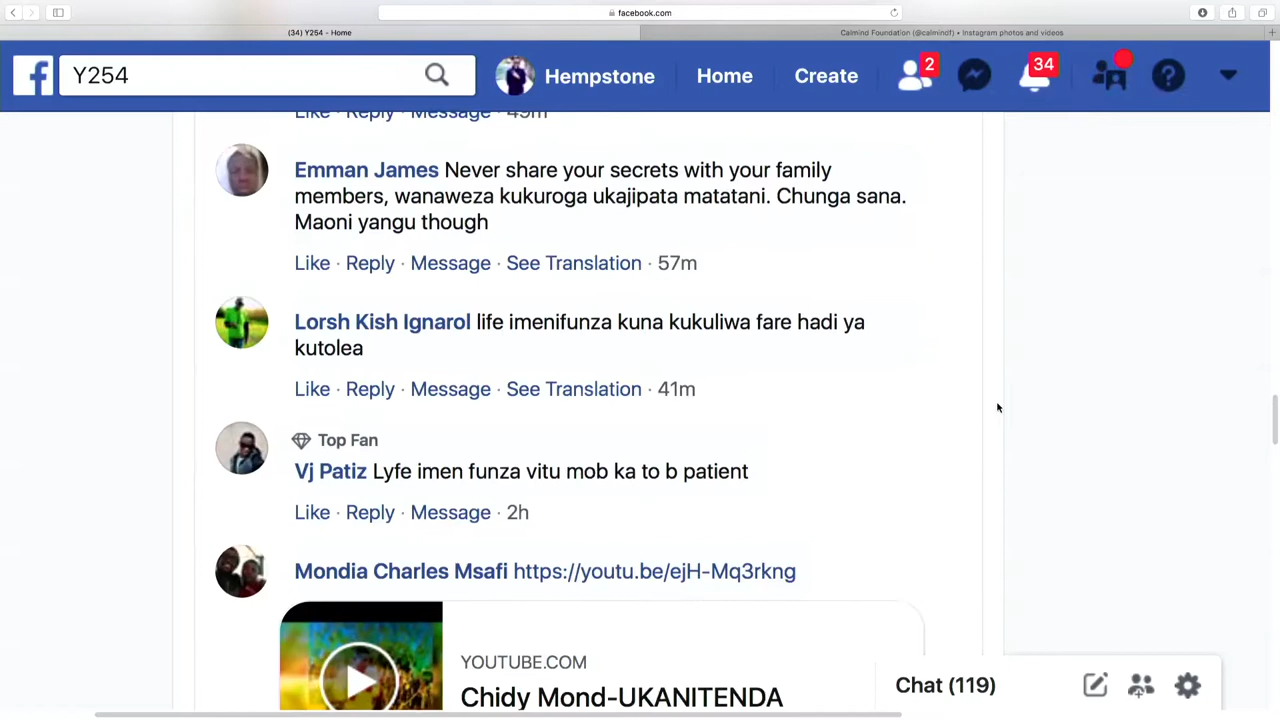 facebook.com
(34) Y254 - Home
Calmind Foundation (@calmindf) • Instagram photos and videos
Y254
Hempstone
Home
Create
2
34
Like · Reply · Message · 49m
Emman James Never share your secrets with your family
members, wanaweza kukuroga ukajipata matatani. Chunga sana.
Maoni yangu though
Like · Reply · Message · See Translation · 57m
Lorsh Kish Ignarol life imenifunza kuna kukuliwa fare hadi ya
kutolea
Like · Reply · Message · See Translation · 41m
Top Fan
Vj Patiz Lyfe imen funza vitu mob ka to b patient
Like · Reply · Message · 2h
Mondia Charles Msafi https://youtu.be/ejH-Mq3rkng
YOUTUBE.COM
Chidy Mond-UKANITENDA
Chat (119)